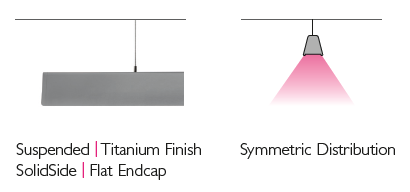 Suspended | Titanium Finish
SolidSide | Flat Endcap
Symmetric Distribution